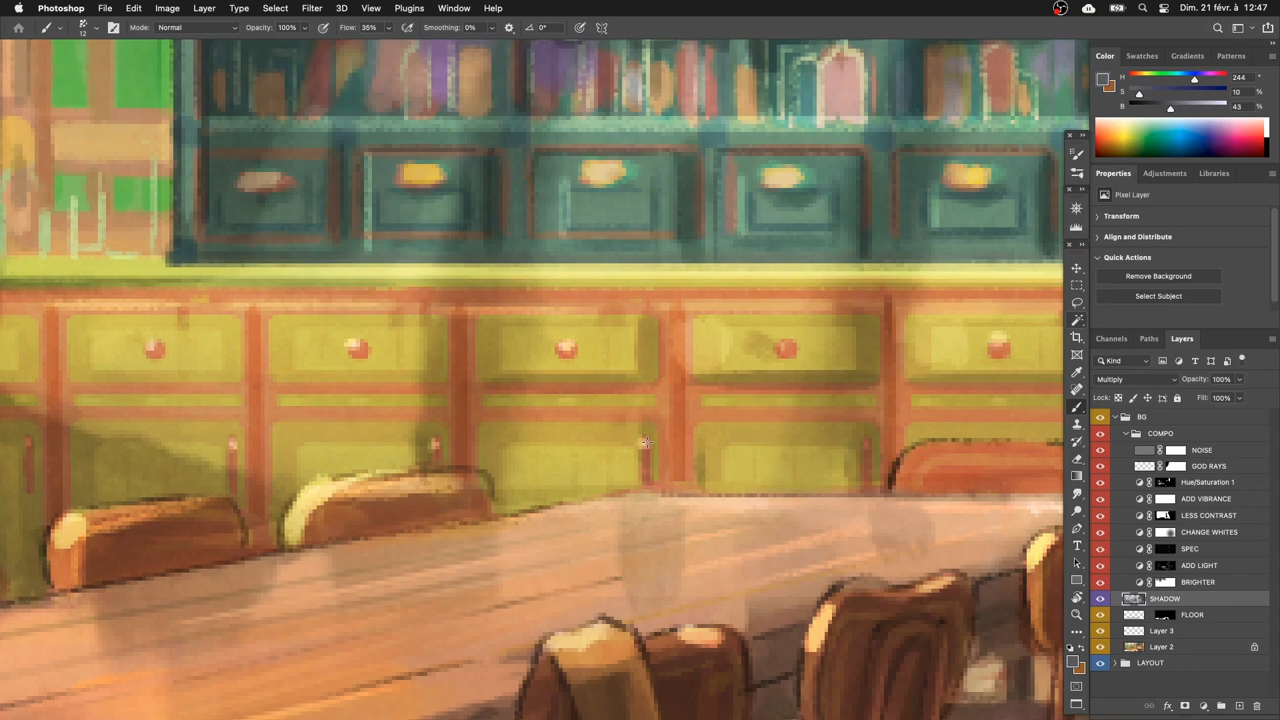 Photoshop File Edit Image Layer Type Select Filter 3D View Plugins Window Help Dim. 21 févr. à 12:47
12 Mode: Normal Opacity: 100% Flow: 35% Smoothing: 0% 0°
Color Swatches Gradients Patterns
H 244 °
S 10 %
B 43 %
Properties Adjustments Libraries
Pixel Layer
Transform
Align and Distribute
Quick Actions
Remove Background
Select Subject
Channels Paths Layers
Kind
Multiply Opacity: 100%
Lock: Fill: 100%
BG
COMPO
NOISE
GOD RAYS
Hue/Saturation 1
ADD VIBRANCE
LESS CONTRAST
CHANGE WHITES
SPEC
ADD LIGHT
BRIGHTER
SHADOW
FLOOR
Layer 3
Layer 2
LAYOUT